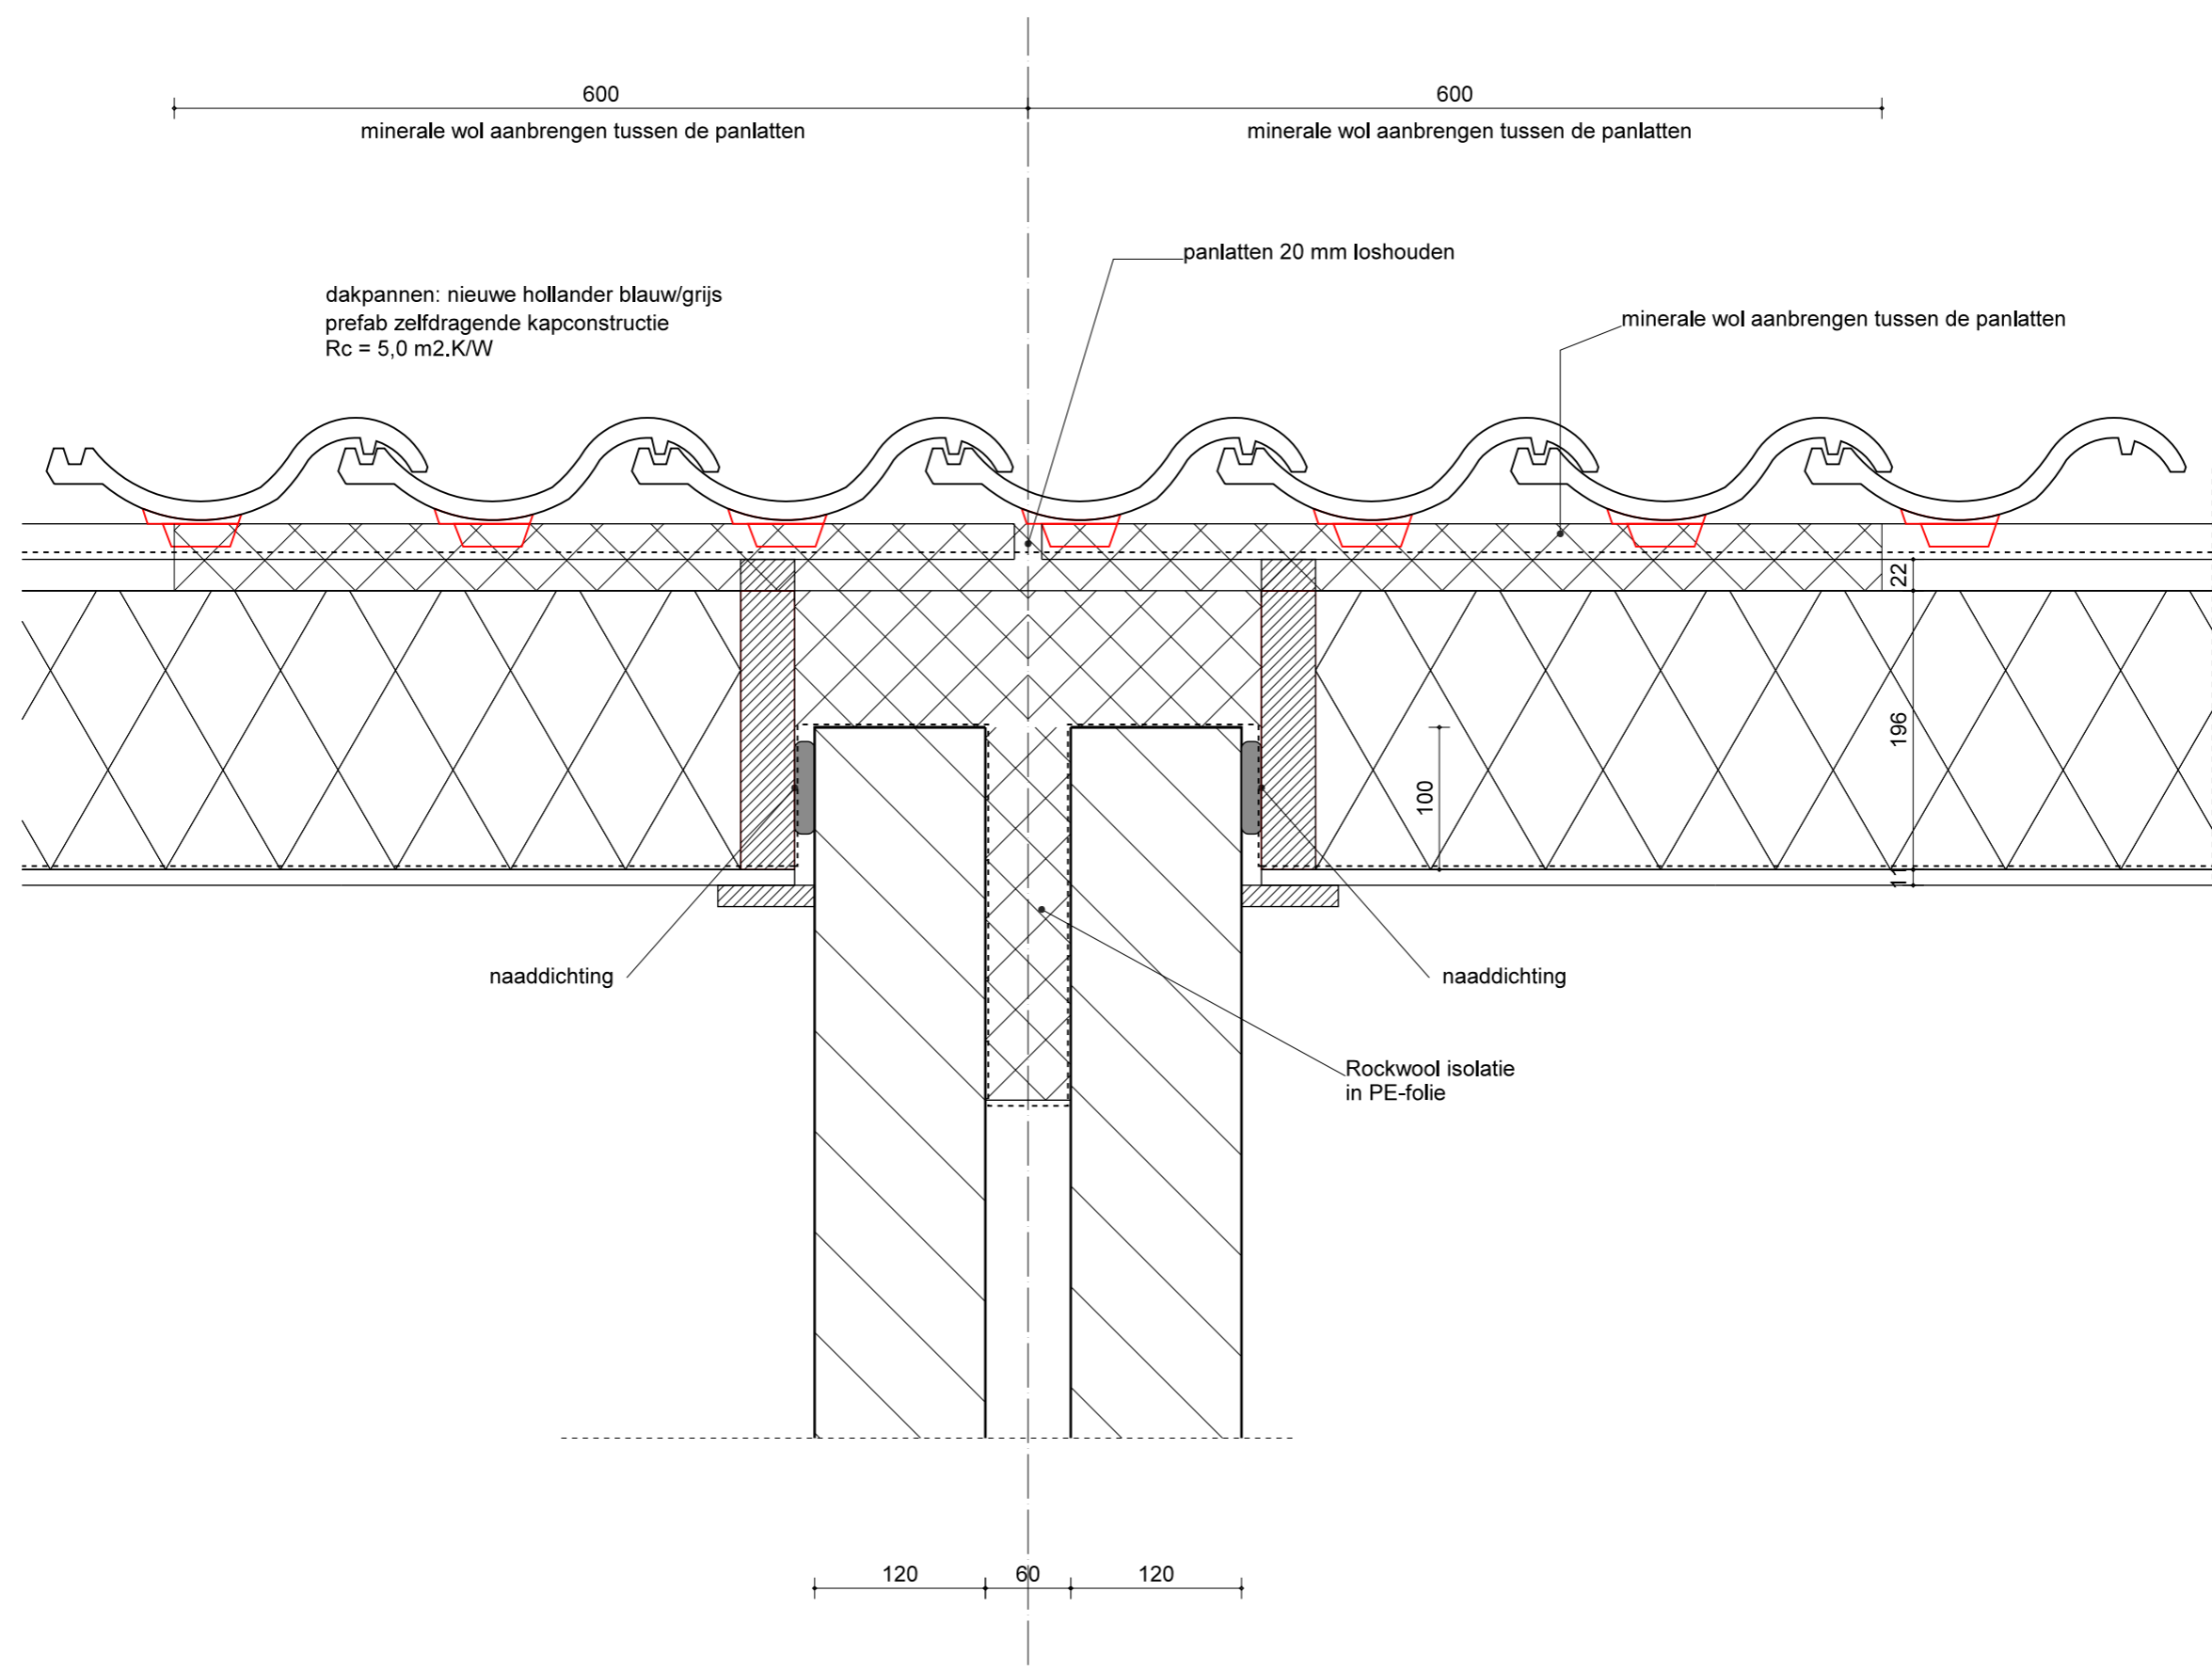 600
600
minerale wol aanbrengen tussen de panlatten
minerale wol aanbrengen tussen de panlatten
panlatten 20 mm loshouden
dakpannen: nieuwe hollander blauw/grijs
prefab zelfdragende kapconstructie
Rc = 5,0 m2.K/W
minerale wol aanbrengen tussen de panlatten
22
196
100
11
naaddichting
naaddichting
Rockwool isolatie
in PE-folie
120
60
120